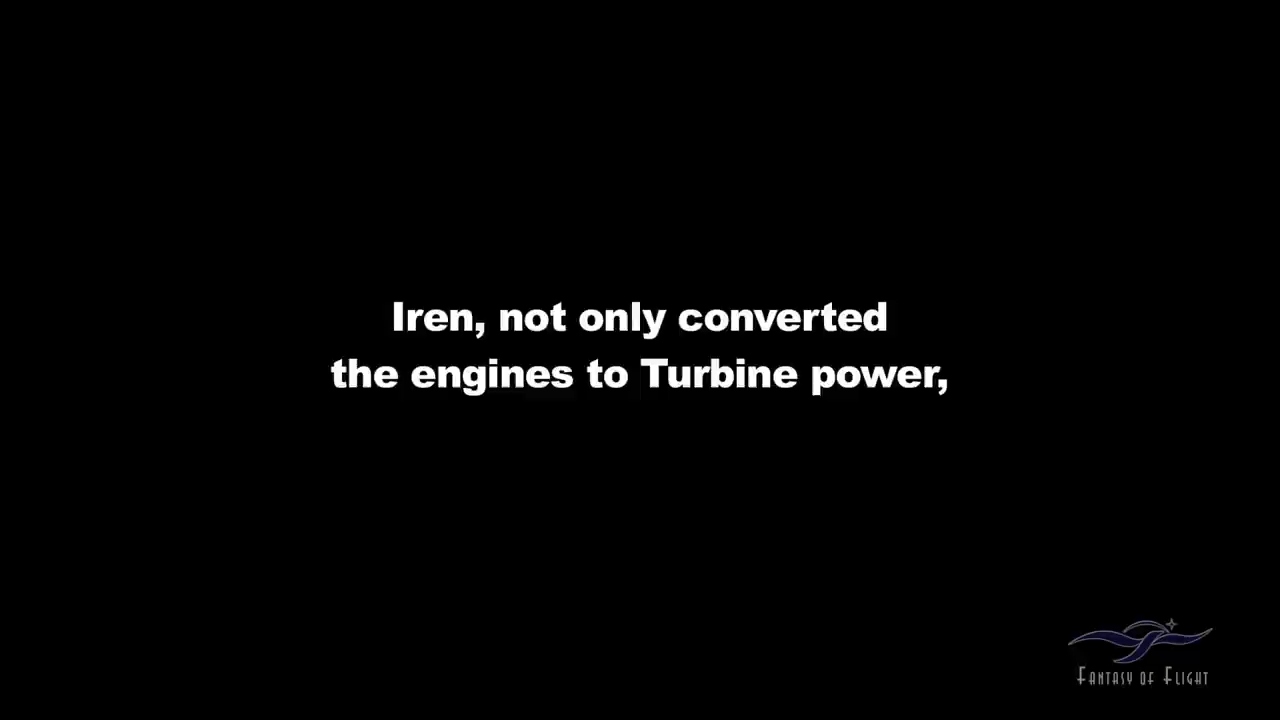 Iren, not only converted
the engines to Turbine power,
FANTASY OF FLIGHT